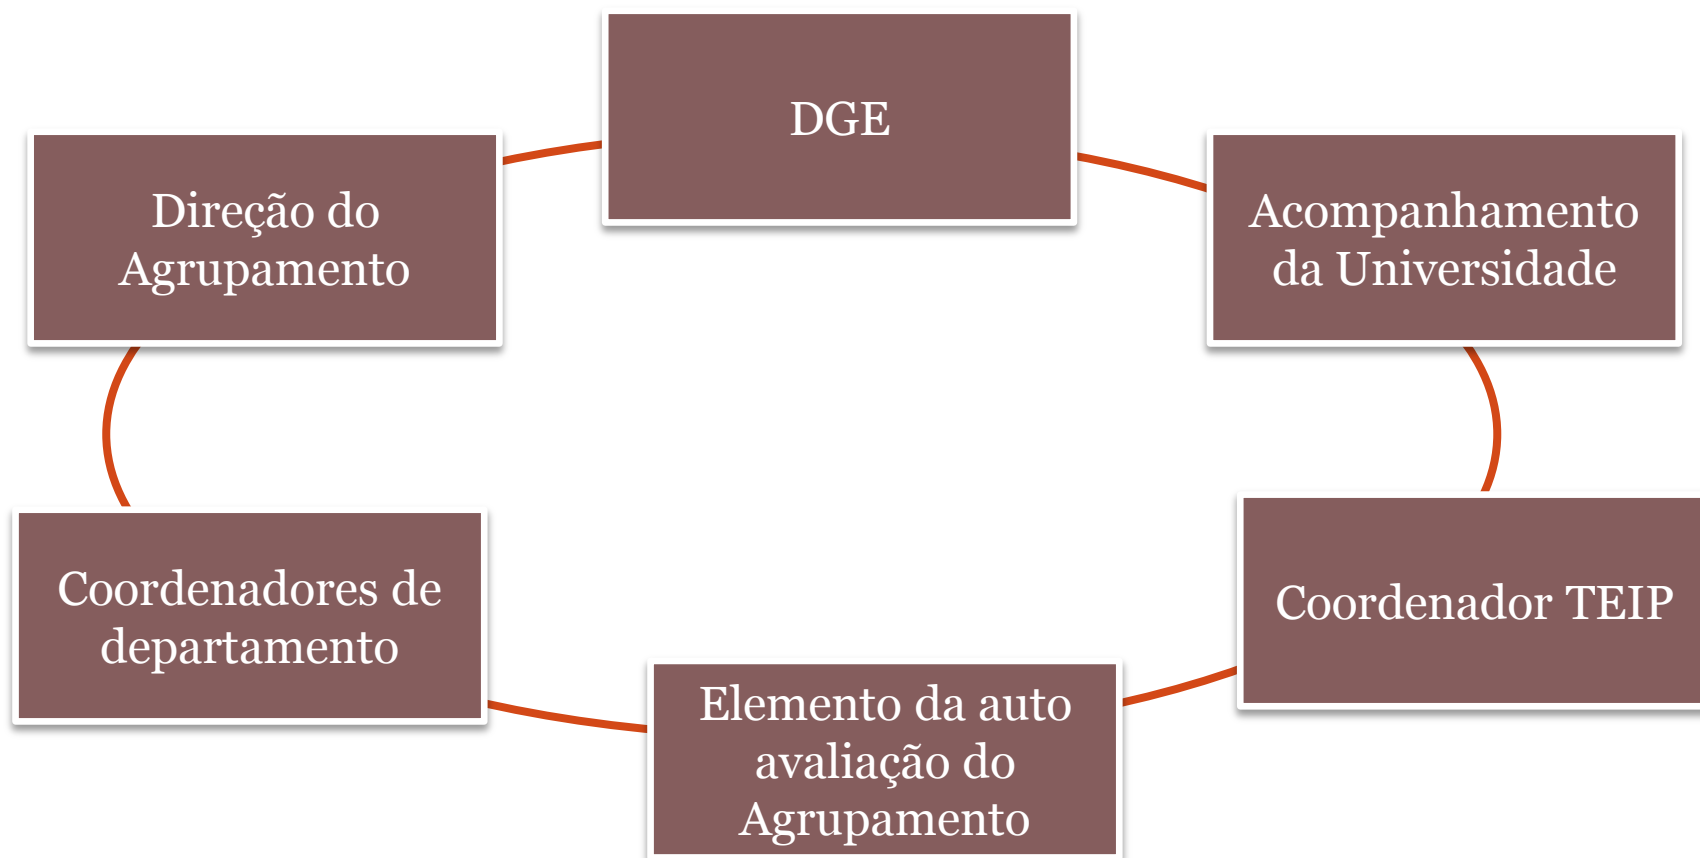 DGE
Acompanhamento
da Universidade
Coordenador TEIP
Elemento da auto
avaliação do
Agrupamento
Coordenadores de
departamento
Direção do
Agrupamento